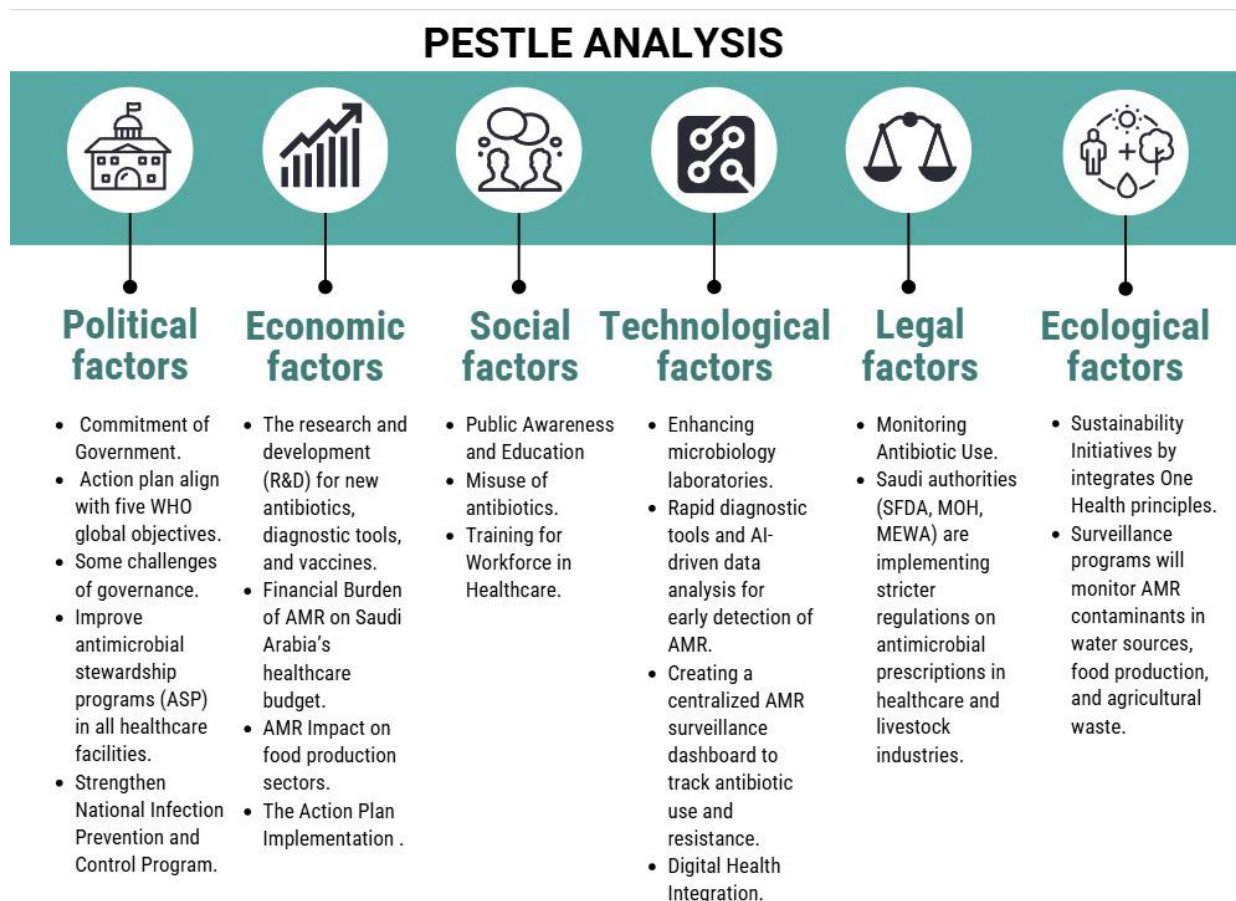 PESTLE ANALYSIS
Political
factors
• Commitment of
Government.
• Action plan align
with five WHO
global objectives.
• Some challenges
of governance.
• Improve
antimicrobial
stewardship
programs (ASP)
in all healthcare
facilities.
• Strengthen
National Infection
Prevention and
Control Program.
Economic
factors
• The research and
development
(R&D) for new
antibiotics,
diagnostic tools,
and vaccines.
• Financial Burden
of AMR on Saudi
Arabia’s
healthcare
budget.
• AMR Impact on
food production
sectors.
• The Action Plan
Implementation .
Social
factors
• Public Awareness
and Education
• Misuse of
antibiotics.
• Training for
Workforce in
Healthcare.
Technological
factors
• Enhancing
microbiology
laboratories.
• Rapid diagnostic
tools and AI-
driven data
analysis for
early detection of
AMR.
• Creating a
centralized AMR
surveillance
dashboard to
track antibiotic
use and
resistance.
• Digital Health
Integration.
Legal
factors
• Monitoring
Antibiotic Use.
• Saudi authorities
(SFDA, MOH,
MEWA) are
implementing
stricter
regulations on
antimicrobial
prescriptions in
healthcare and
livestock
industries.
Ecological
factors
• Sustainability
Initiatives by
integrates One
Health principles.
• Surveillance
programs will
monitor AMR
contaminants in
water sources,
food production,
and agricultural
waste.